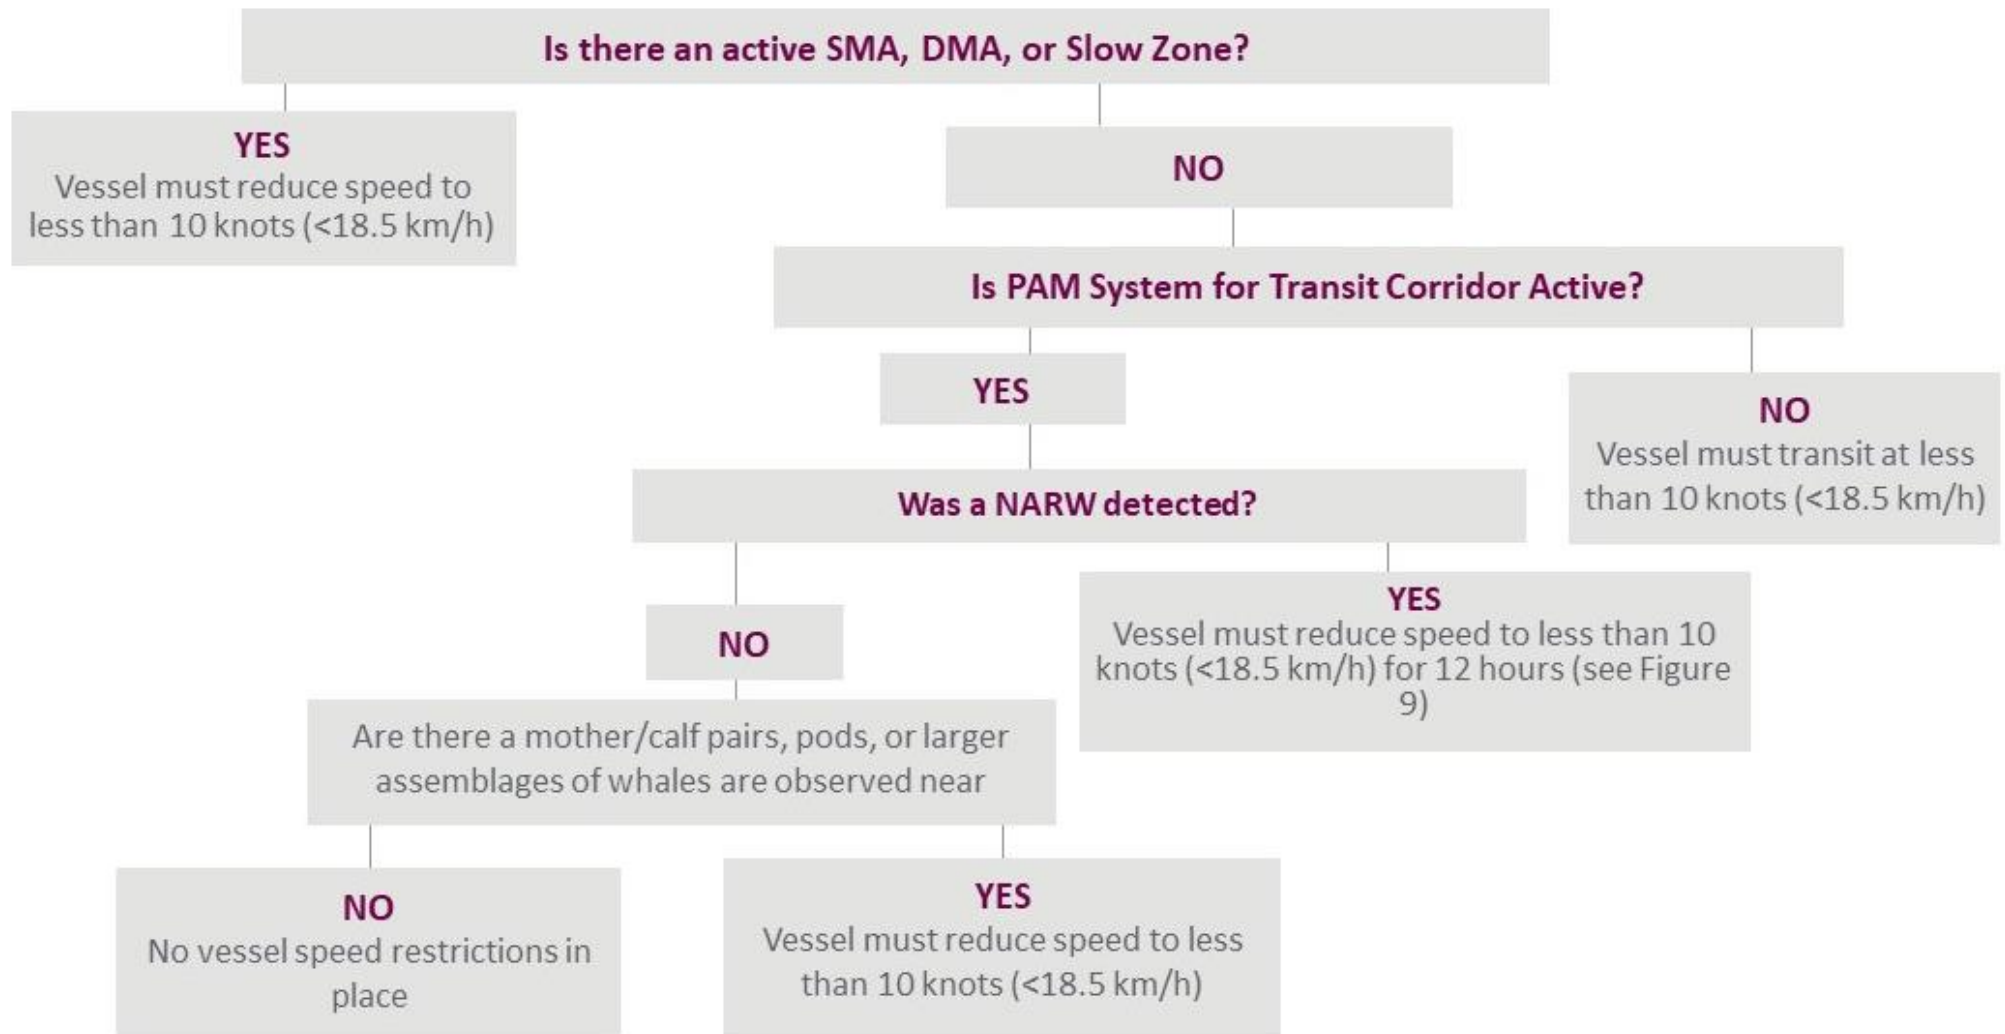 Is there an active SMA, DMA, or Slow Zone?
YES
Vessel must reduce speed to
less than 10 knots (<18.5 km/h)
NO
Is PAM System for Transit Corridor Active?
YES
NO
Vessel must transit at less
than 10 knots (<18.5 km/h)
Was a NARW detected?
NO
YES
Vessel must reduce speed to less than 10
knots (<18.5 km/h) for 12 hours (see Figure
9)
Are there a mother/calf pairs, pods, or larger
assemblages of whales are observed near
NO
No vessel speed restrictions in
place
YES
Vessel must reduce speed to less
than 10 knots (<18.5 km/h)